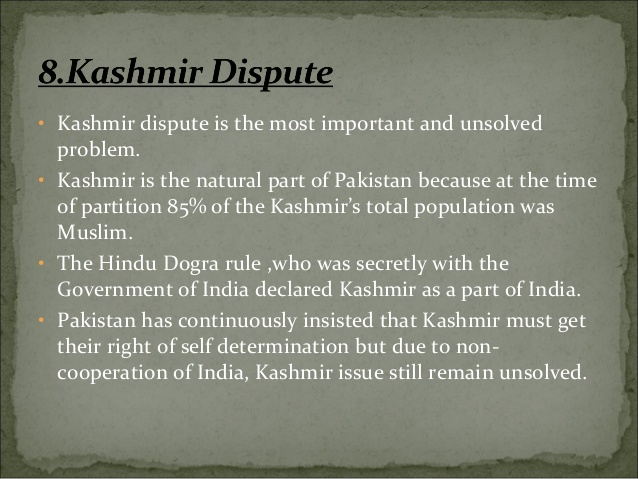 8.Kashmir Dispute
• Kashmir dispute is the most important and unsolved
problem.
• Kashmir is the natural part of Pakistan because at the time
of partition 85% of the Kashmir's total population was
Muslim.
• The Hindu Dogra rule ,who was secretly with the
Government of India declared Kashmir as a part of India.
• Pakistan has continuously insisted that Kashmir must get
their right of self determination but due to non-
cooperation of India, Kashmir issue still remain unsolved.